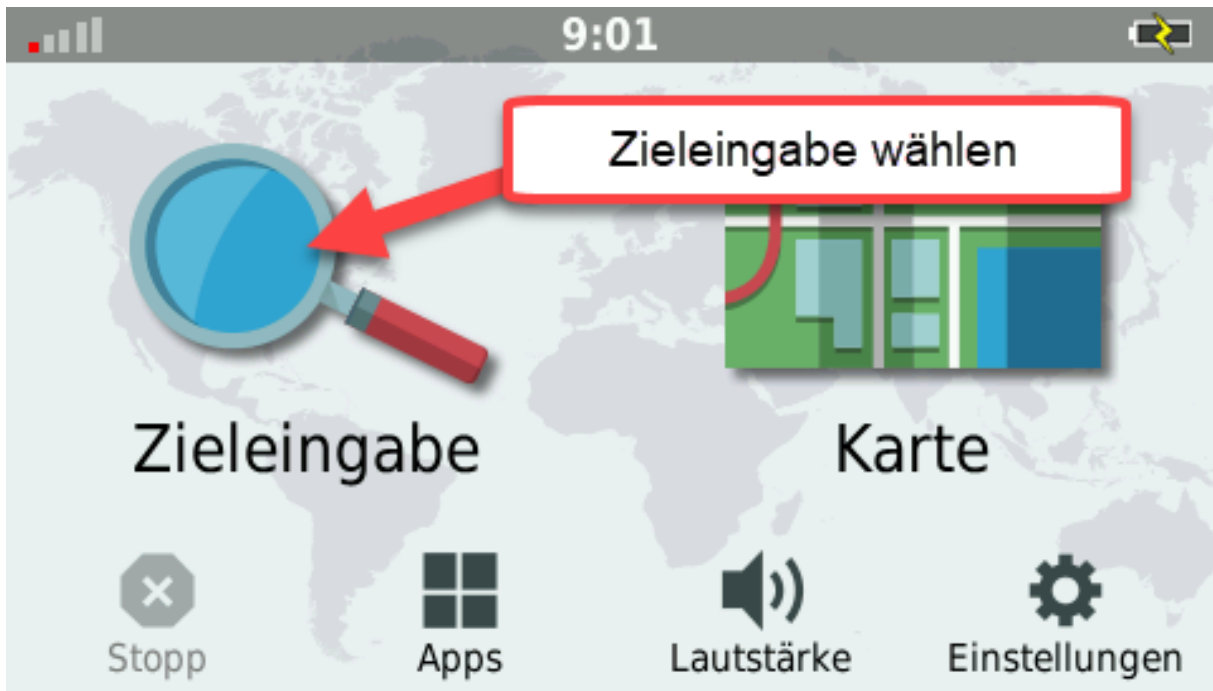 9:01
Zieleingabe wählen
Zieleingabe
Karte
Stopp
Apps
Lautstärke
Einstellungen